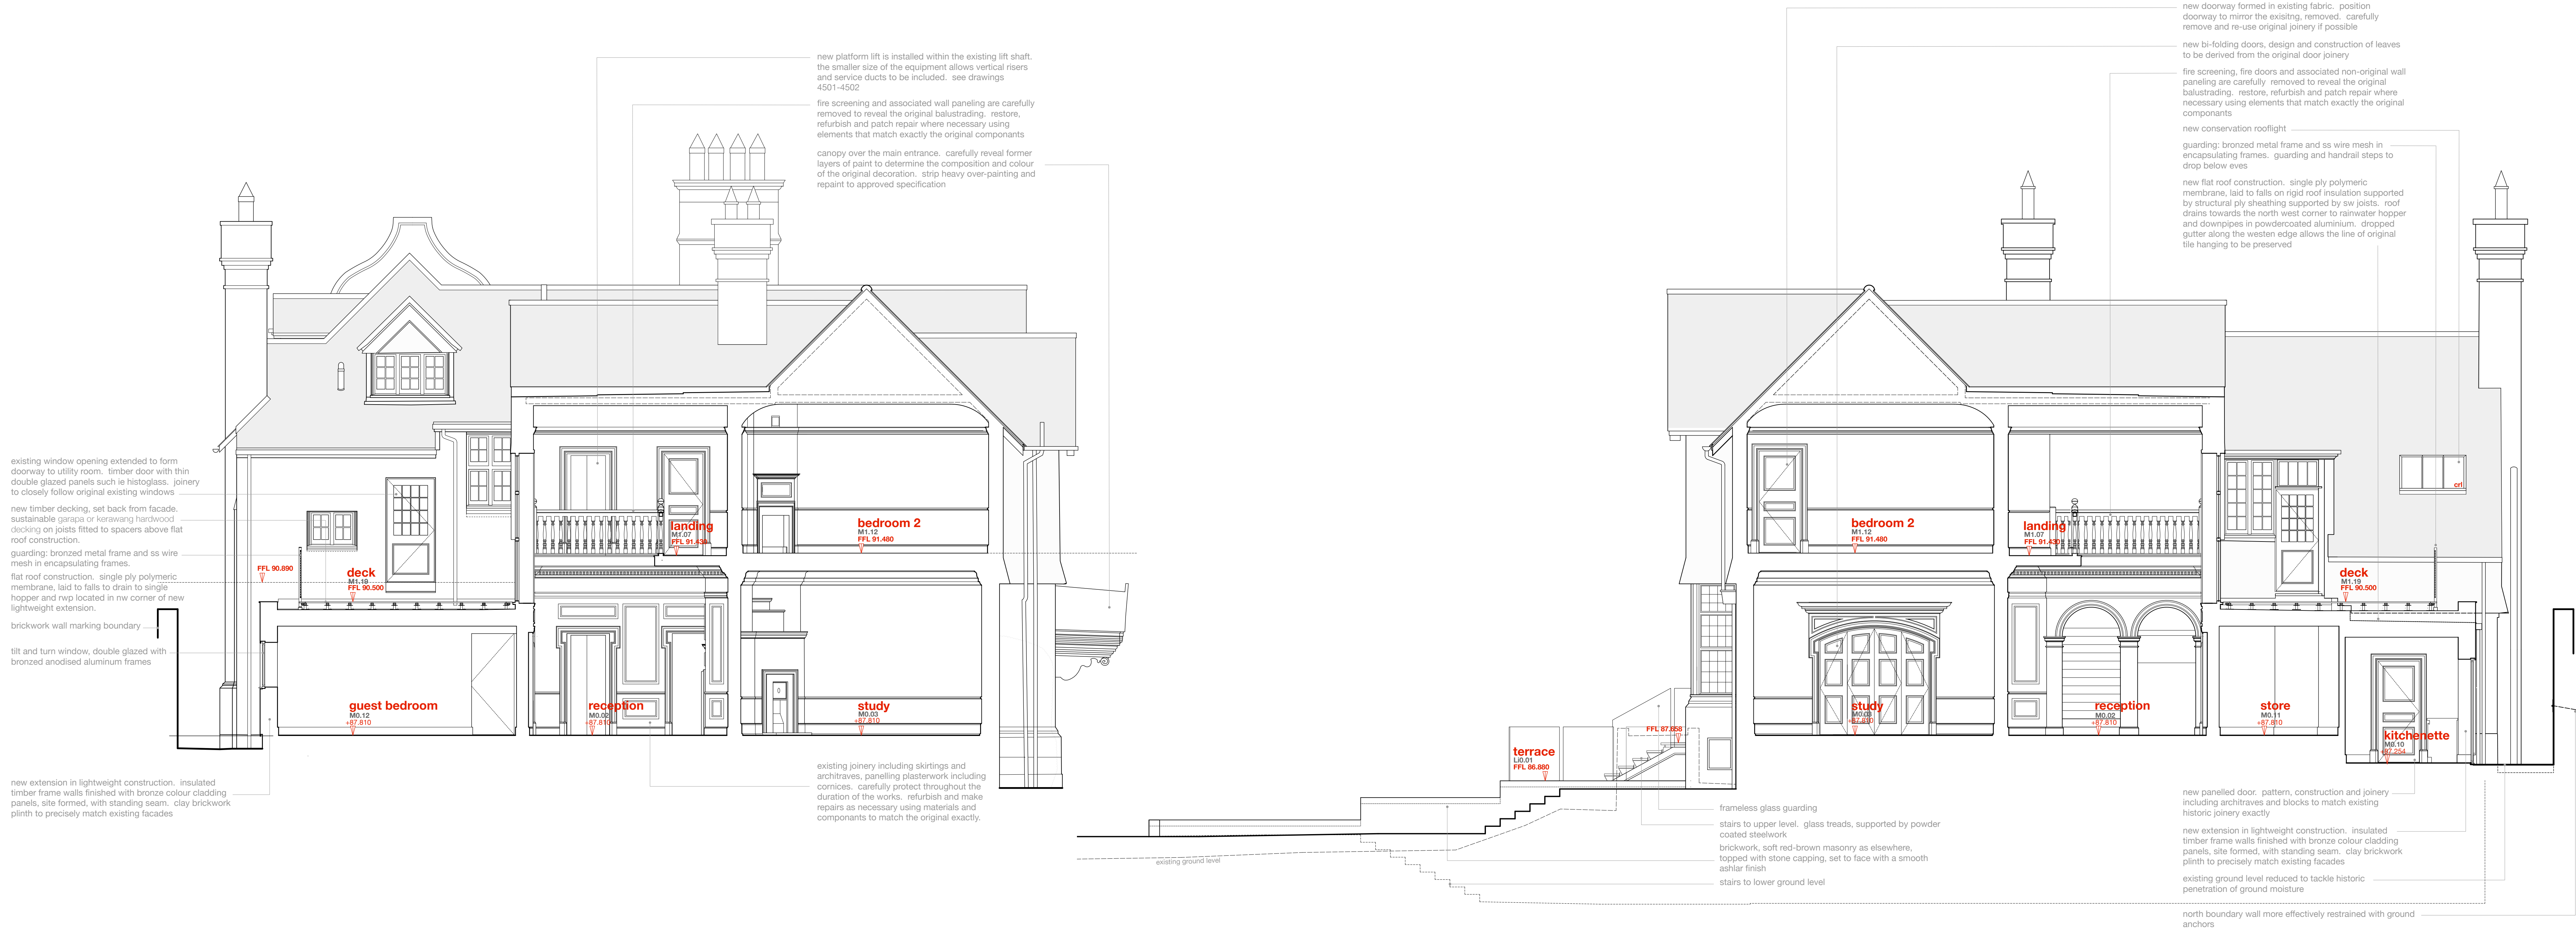 new platform lift is installed within the existing lift shaft.
the smaller size of the equipment allows vertical risers
and service ducts to be included.  see drawings
4501-4502
fire screening and associated wall paneling are carefully
removed to reveal the original balustrading.  restore,
refurbish and patch repair where necessary using
elements that match exactly the original componants
canopy over the main entrance.  carefully reveal former
layers of paint to determine the composition and colour
of the original decoration.  strip heavy over-painting and
repaint to approved specification
existing window opening extended to form
doorway to utility room.  timber door with thin
double glazed panels such ie histoglass.  joinery
to closely follow original existing windows
new timber decking, set back from facade.
sustainable garapa or kerawang hardwood
decking on joists fitted to spacers above flat
roof construction.
guarding: bronzed metal frame and ss wire
mesh in encapsulating frames.
flat roof construction.  single ply polymeric
membrane, laid to falls to drain to single
hopper and rwp located in nw corner of new
lightweight extension.
brickwork wall marking boundary
tilt and turn window, double glazed with
bronzed anodised aluminum frames
new extension in lightweight construction.  insulated
timber frame walls finished with bronze colour cladding
panels, site formed, with standing seam.  clay brickwork
plinth to precisely match existing facades
FFL 90.890
deck
M1.19
FFL 90.500
landing
M1.07
FFL 91.430
bedroom 2
M1.12
FFL 91.480
guest bedroom
M0.12
+87.810
reception
M0.02
+87.810
study
M0.03
+87.810
existing joinery including skirtings and
architraves, panelling plasterwork including
cornices.  carefully protect throughout the
duration of the works.  refurbish and make
repairs as necessary using materials and
componants to match the original exactly.
new doorway formed in existing fabric.  position
doorway to mirror the exisitng, removed.  carefully
remove and re-use original joinery if possible
new bi-folding doors, design and construction of leaves
to be derived from the original door joinery
fire screening, fire doors and associated non-original wall
paneling are carefully  removed to reveal the original
balustrading.  restore, refurbish and patch repair where
necessary using elements that match exactly the original
componants
new conservation rooflight
guarding: bronzed metal frame and ss wire mesh in
encapsulating frames.  guarding and handrail steps to
drop below eves
new flat roof construction.  single ply polymeric
membrane, laid to falls on rigid roof insulation supported
by structural ply sheathing supported by sw joists.  roof
drains towards the north west corner to rainwater hopper
and downpipes in powdercoated aluminium.  dropped
gutter along the westen edge allows the line of original
tile hanging to be preserved
crl
bedroom 2
M1.12
FFL 91.480
landing
M1.07
FFL 91.430
deck
M1.19
FFL 90.500
study
M0.03
+87.810
reception
M0.02
+87.810
store
M0.11
+87.810
kitchenette
M0.10
+87.254
FFL 87.658
terrace
Li0.01
FFL 86.880
existing ground level
frameless glass guarding
stairs to upper level.  glass treads, supported by powder
coated steelwork
brickwork, soft red-brown masonry as elsewhere,
topped with stone capping, set to face with a smooth
ashlar finish
stairs to lower ground level
new panelled door.  pattern, construction and joinery
including architraves and blocks to match existing
historic joinery exactly
new extension in lightweight construction.  insulated
timber frame walls finished with bronze colour cladding
panels, site formed, with standing seam.  clay brickwork
plinth to precisely match existing facades
existing ground level reduced to tackle historic
penetration of ground moisture
north boundary wall more effectively restrained with ground
anchors